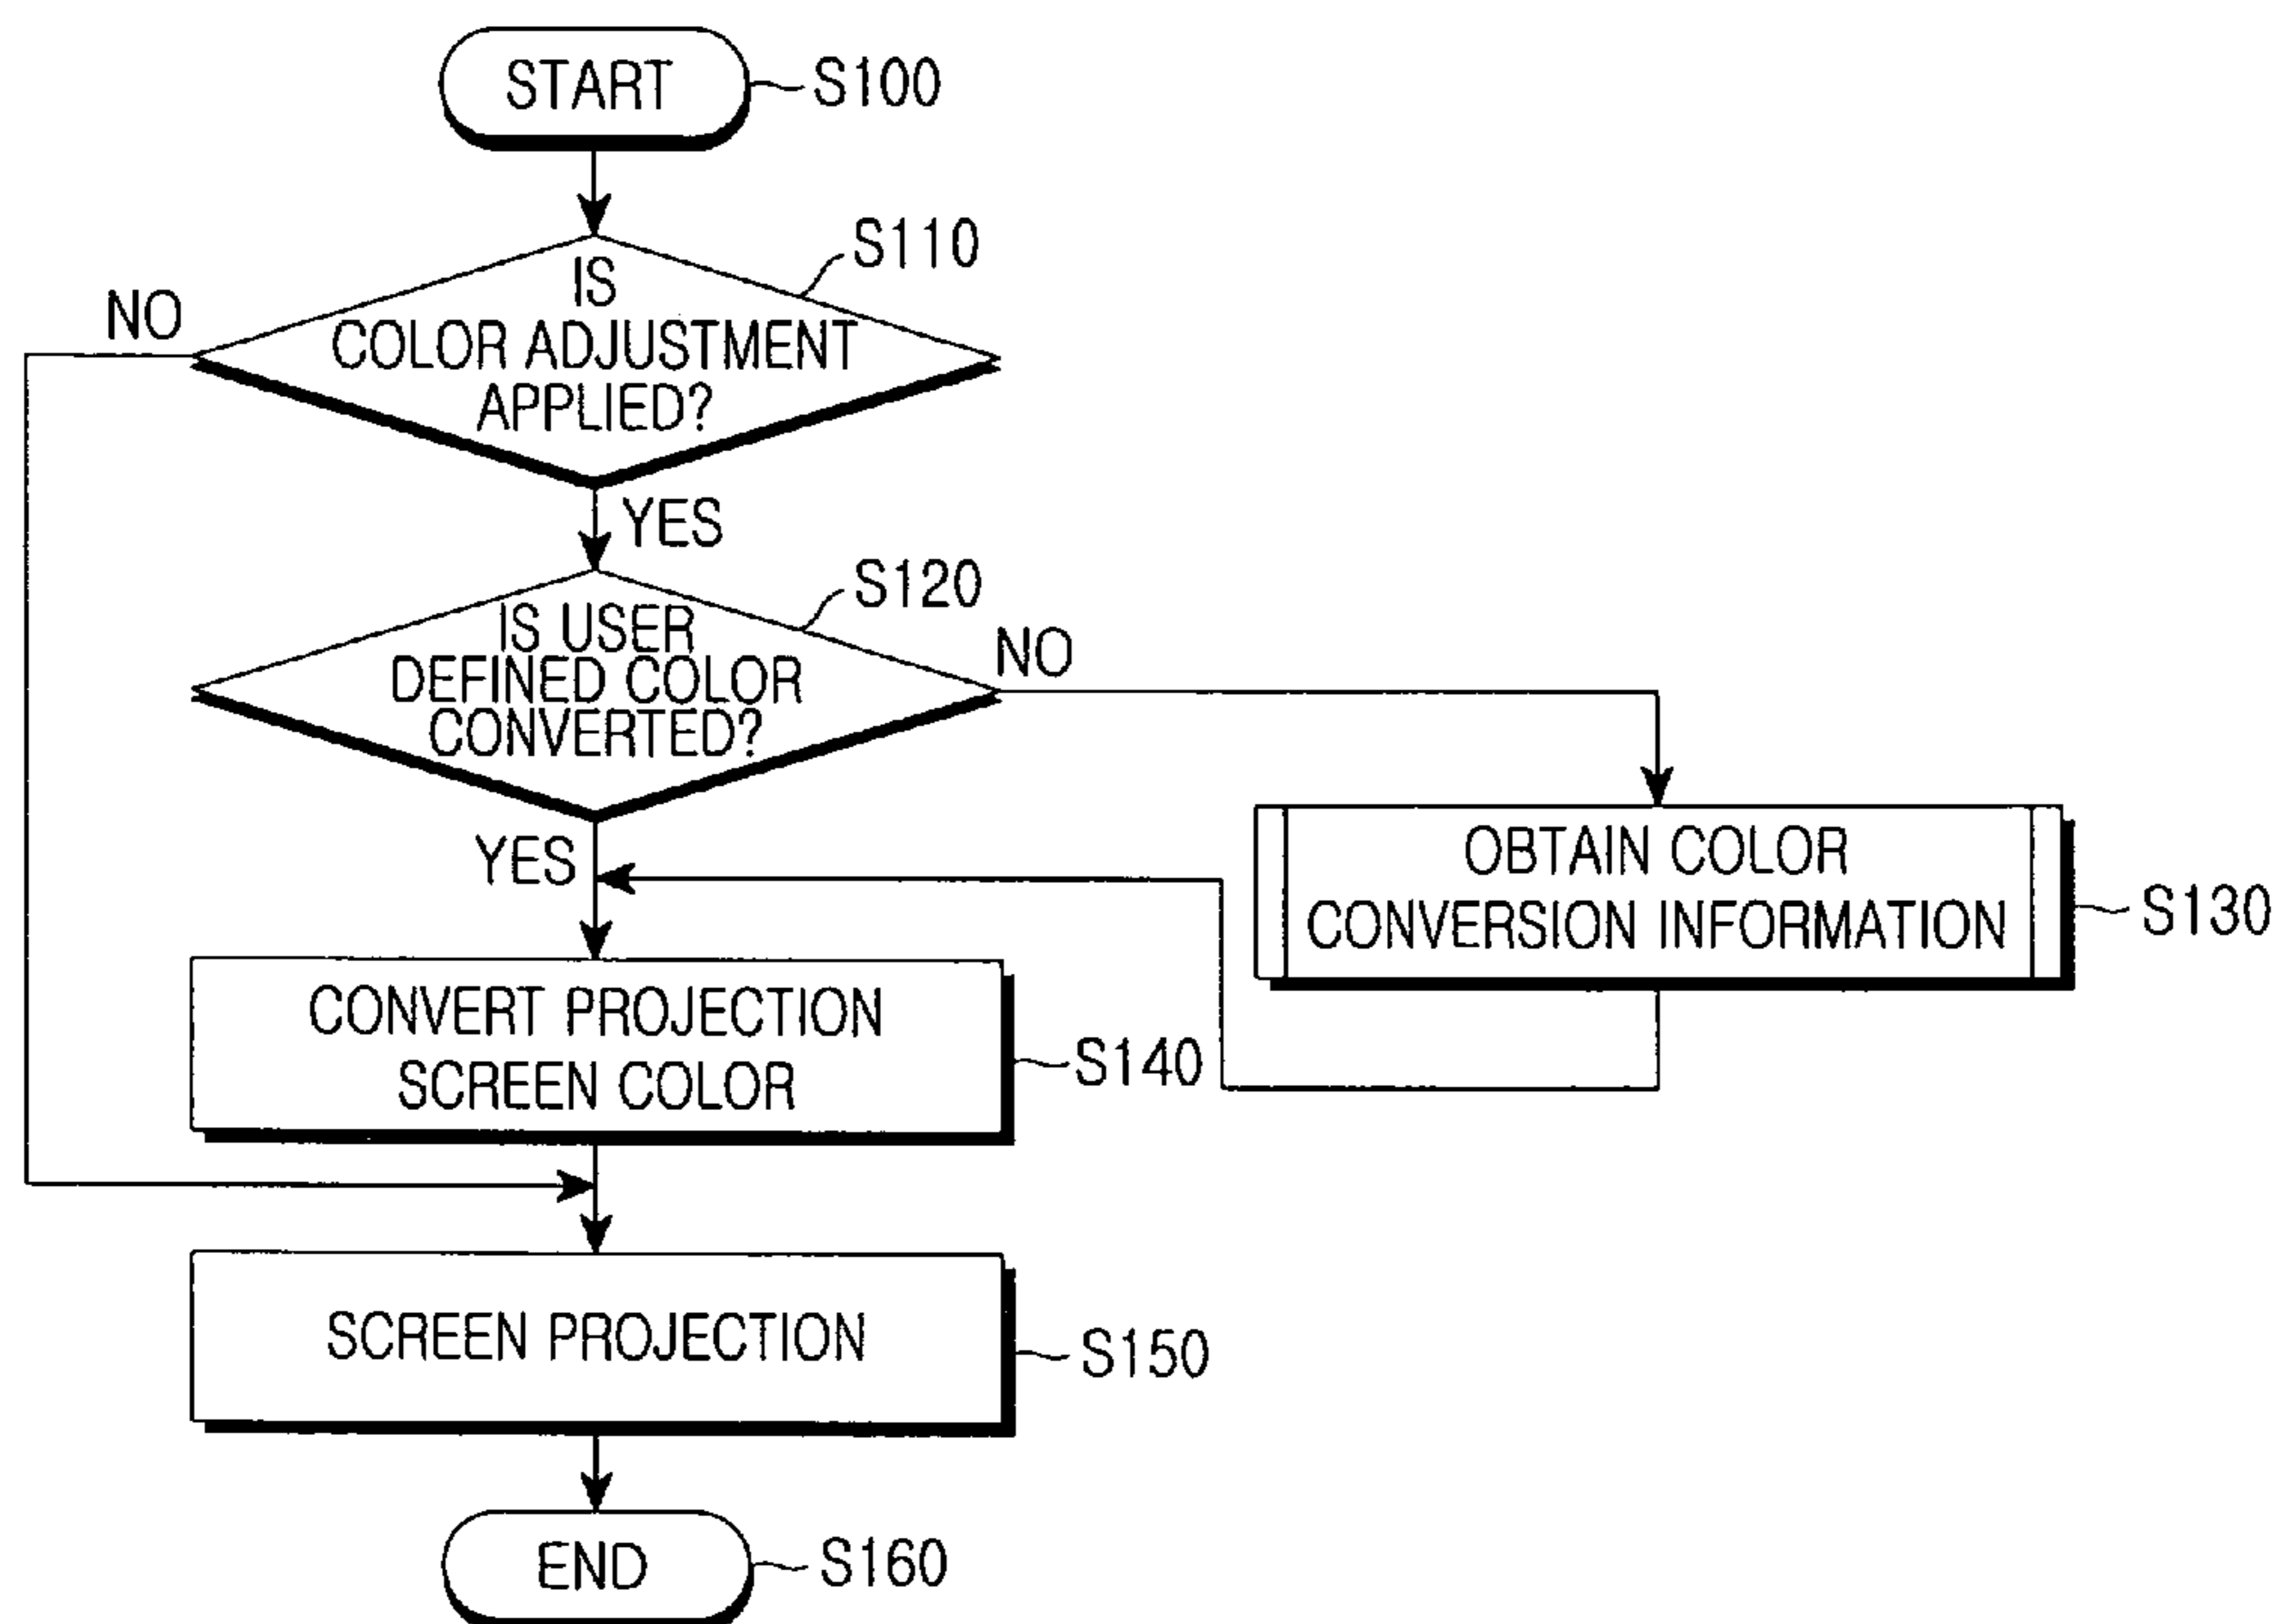 START
S100
S110
IS
COLOR ADJUSTMENT
APPLIED?
NO
YES
S120
IS USER
DEFINED COLOR
CONVERTED?
NO
YES
OBTAIN COLOR
CONVERSION INFORMATION
S130
CONVERT PROJECTION
SCREEN COLOR
S140
SCREEN PROJECTION
S150
END
S160